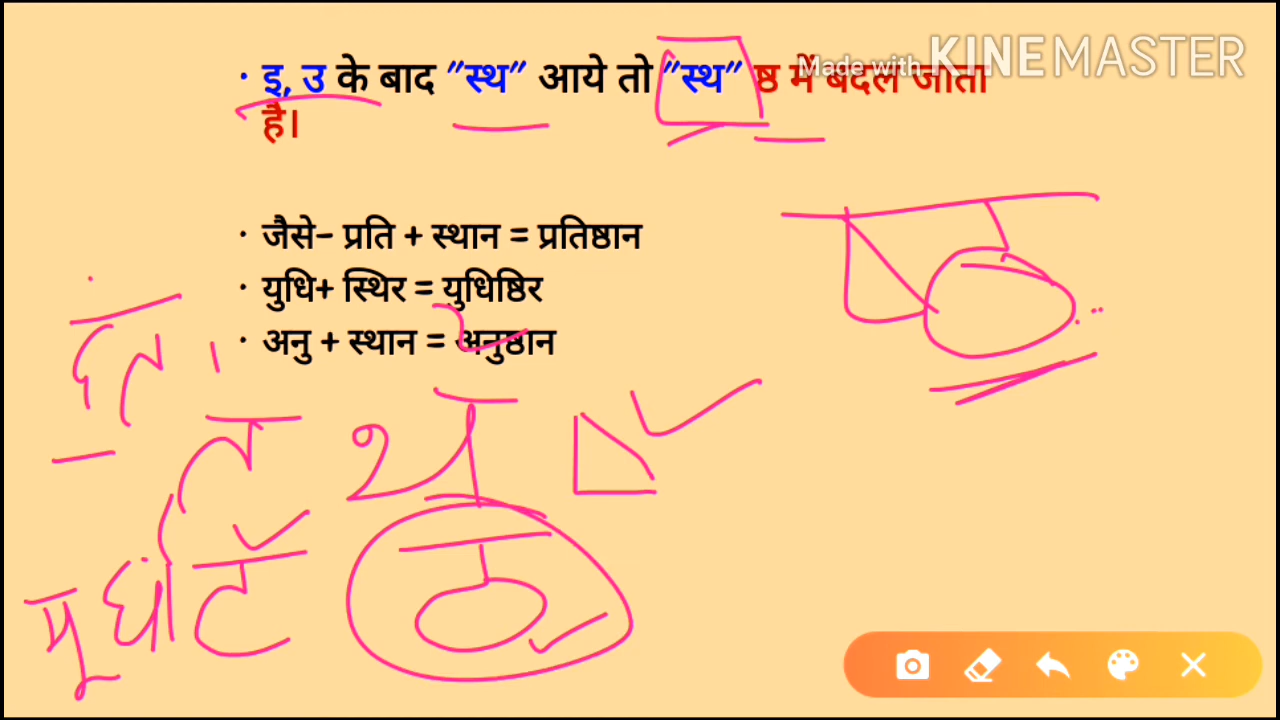 Made with KINEMASTER
· इ, उ के बाद "स्थ" आये तो "स्थ" ष्ठ में बदल जाता
है।
· जैसे- प्रति + स्थान = प्रतिष्ठान
· युधि+ स्थिर = युधिष्ठिर
· अनु + स्थान = अनुष्ठान
त थ
ट ठ